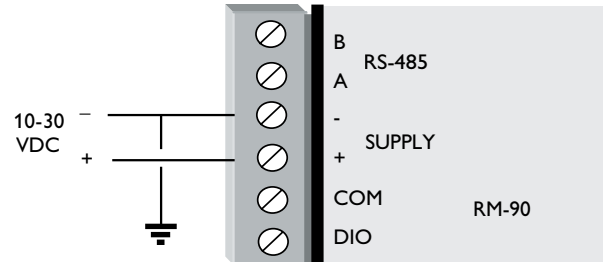 B
RS-485
A
10-30 –
VDC +
-
SUPPLY
+
COM
RM-90
DIO